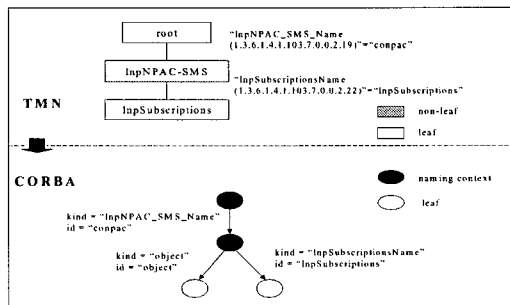 root
"lnpNPAC_SMS_Name
(1.3.6.1.4.1.103.7.0.0.2.19)"="conpac"
lnpNPAC-SMS
"lnpSubscriptionsName
(1.3.6.1.4.1.103.7.0.0.2.22)"="lnpSubscriptions"
TMN
lnpSubscriptions
non-leaf
leaf
CORBA
naming context
kind = "lnpNPAC_SMS_Name"
id = "conpac"
leaf
kind = "object"
id = "object"
kind = "lnpSubscriptionsName"
id = "lnpSubscriptions"